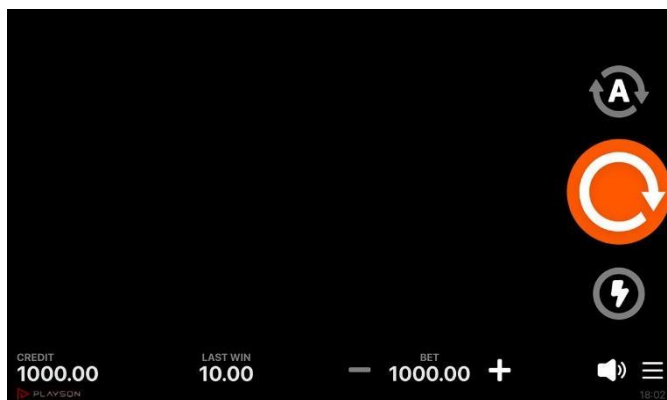 A
CREDIT
1000.00
LAST WIN
10.00
BET
1000.00
PLAYSON
18:02